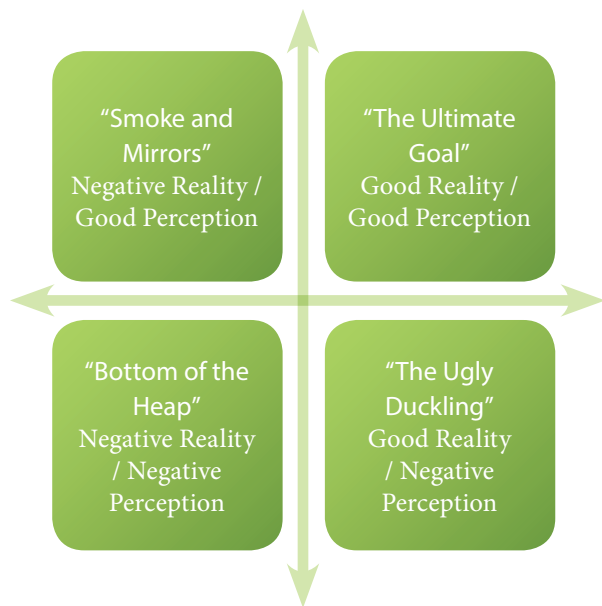 “Smoke and
Mirrors”
Negative Reality /
Good Perception
“The Ultimate
Goal”
Good Reality /
Good Perception
“Bottom of the
Heap”
Negative Reality
/ Negative
Perception
“The Ugly
Duckling”
Good Reality
/ Negative
Perception